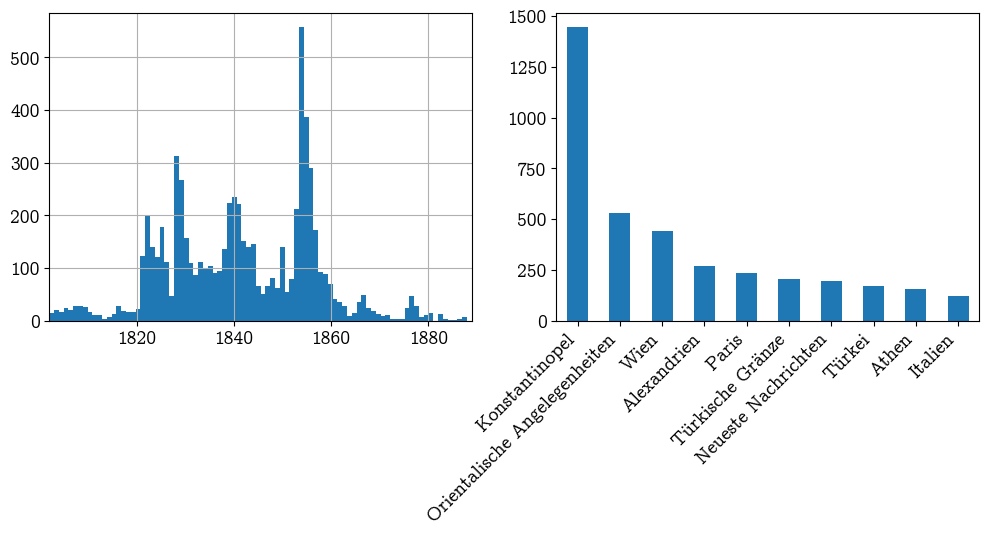 500
400
300
200
100
0
1820 1840 1860 1880
1500
1250
1000
750
500
250
0
Konstantinopel
Orientalische Angelegenheiten
Wien
Alexandrien
Paris
Türkische Gränze
Neueste Nachrichten
Türkei
Athen
Italien